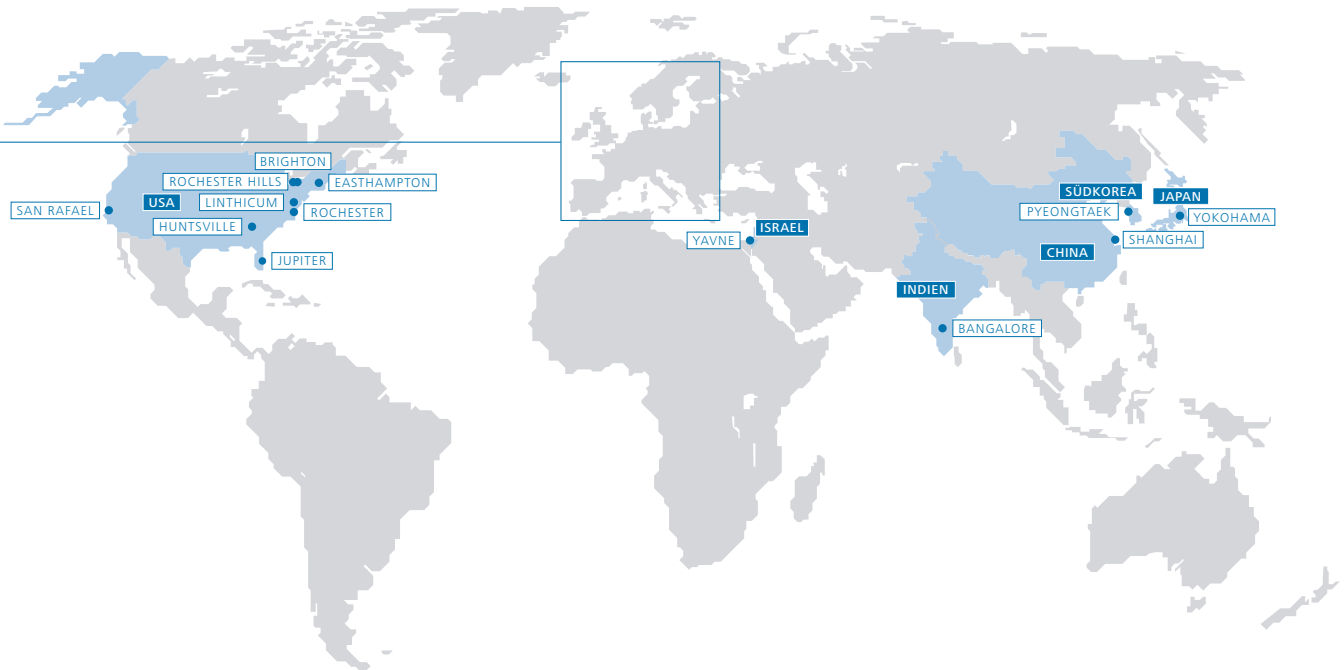 BRIGHTON
ROCHESTER HILLS
EASTHAMPTON
USA
LINTHICUM
SAN RAFAEL
ROCHESTER
HUNTSVILLE
JUPITER
YAVNE
ISRAEL
SÜDKOREA
JAPAN
PYEONGTAEK
YOKOHAMA
SHANGHAI
CHINA
INDIEN
BANGALORE